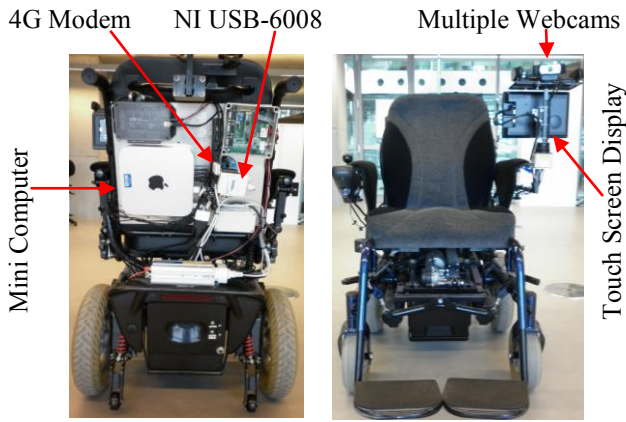 4G Modem
NI USB-6008
Multiple Webcams
Mini Computer
Touch Screen Display